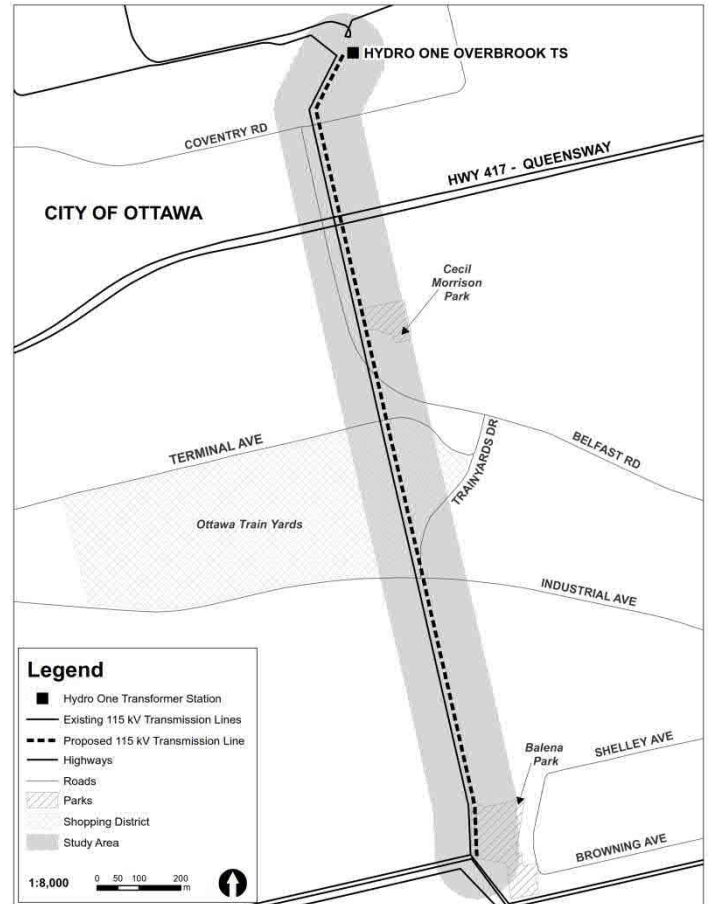 HYDRO ONE OVERBROOK TS
COVENTRY RD
HWY 417 - QUEENSWAY
CITY OF OTTAWA
Cecil
Morrison
Park
TERMINAL AVE
TRAINYARDS DR
BELFAST RD
Ottawa Train Yards
INDUSTRIAL AVE
Balena
Park
SHELLEY AVE
BROWNING AVE
Legend
Hydro One Transformer Station
Existing 115 kV Transmission Lines
Proposed 115 kV Transmission Line
Highways
Roads
Parks
Shopping District
Study Area
1:8,000
0 50 100 200
m